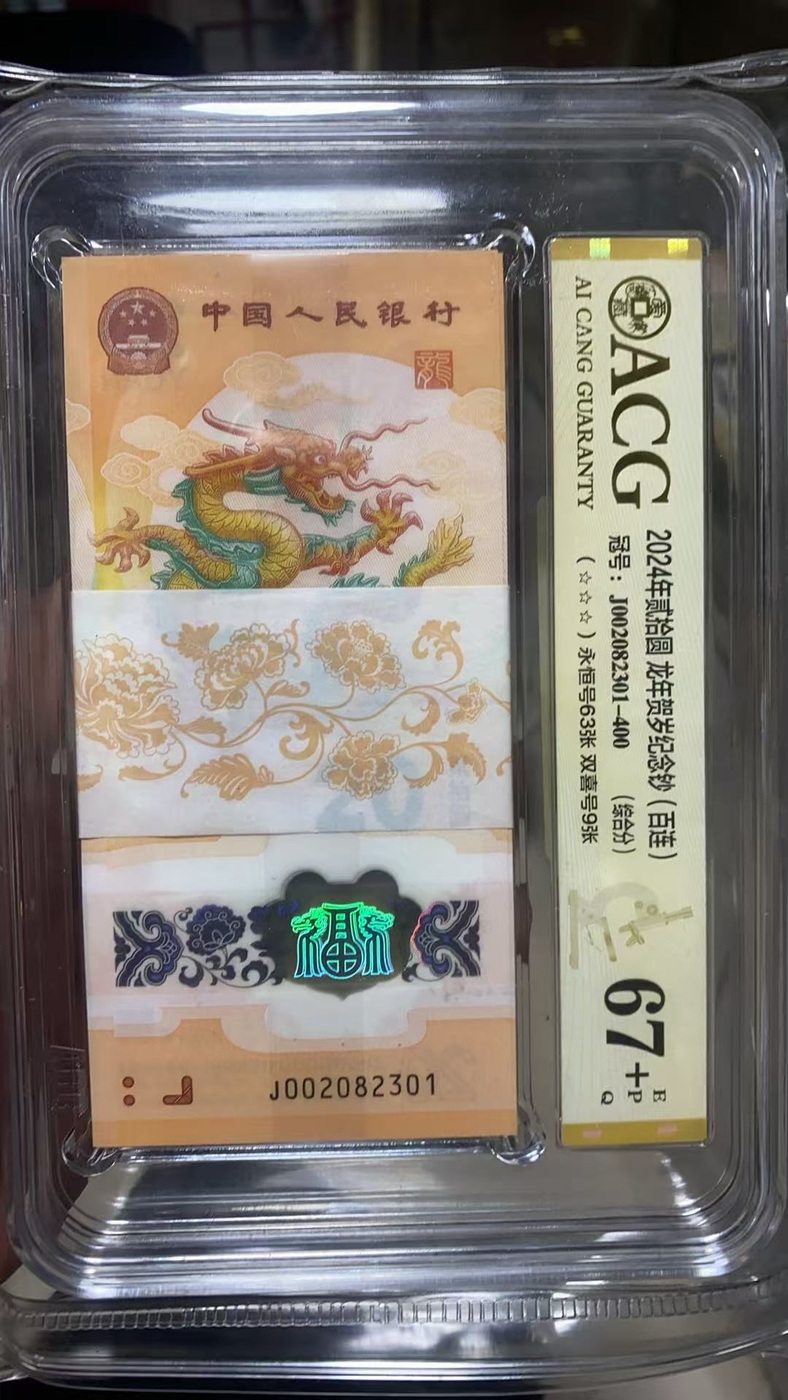 中国人民银行
龍
福
J002082301
ACG
AI CANG GUARANTY
2024年贰拾圆 龙年贺岁纪念钞（百连）
冠号：J002082301-400 （综合分）
（☆☆☆）永恒号63张 双喜号9张
67+
E
P
Q